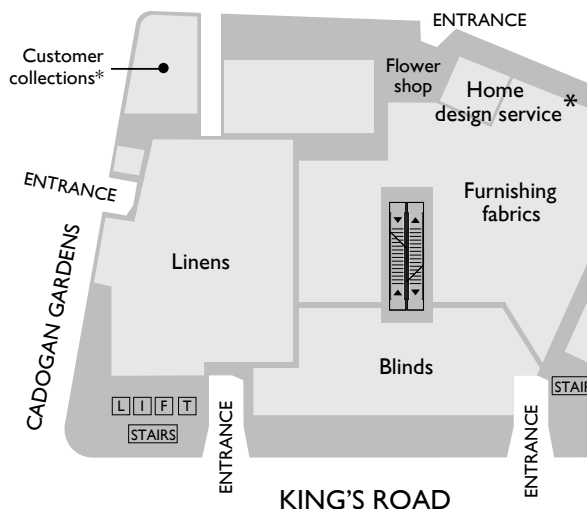 ENTRANCE
Customer
collections*
Flower
shop
Home
design service
*
ENTRANCE
Furnishing
fabrics
CADOGAN GARDENS
Linens
Blinds
L I F T
STAIRS
ENTRANCE
ENTRANCE
STAIR
KING'S ROAD